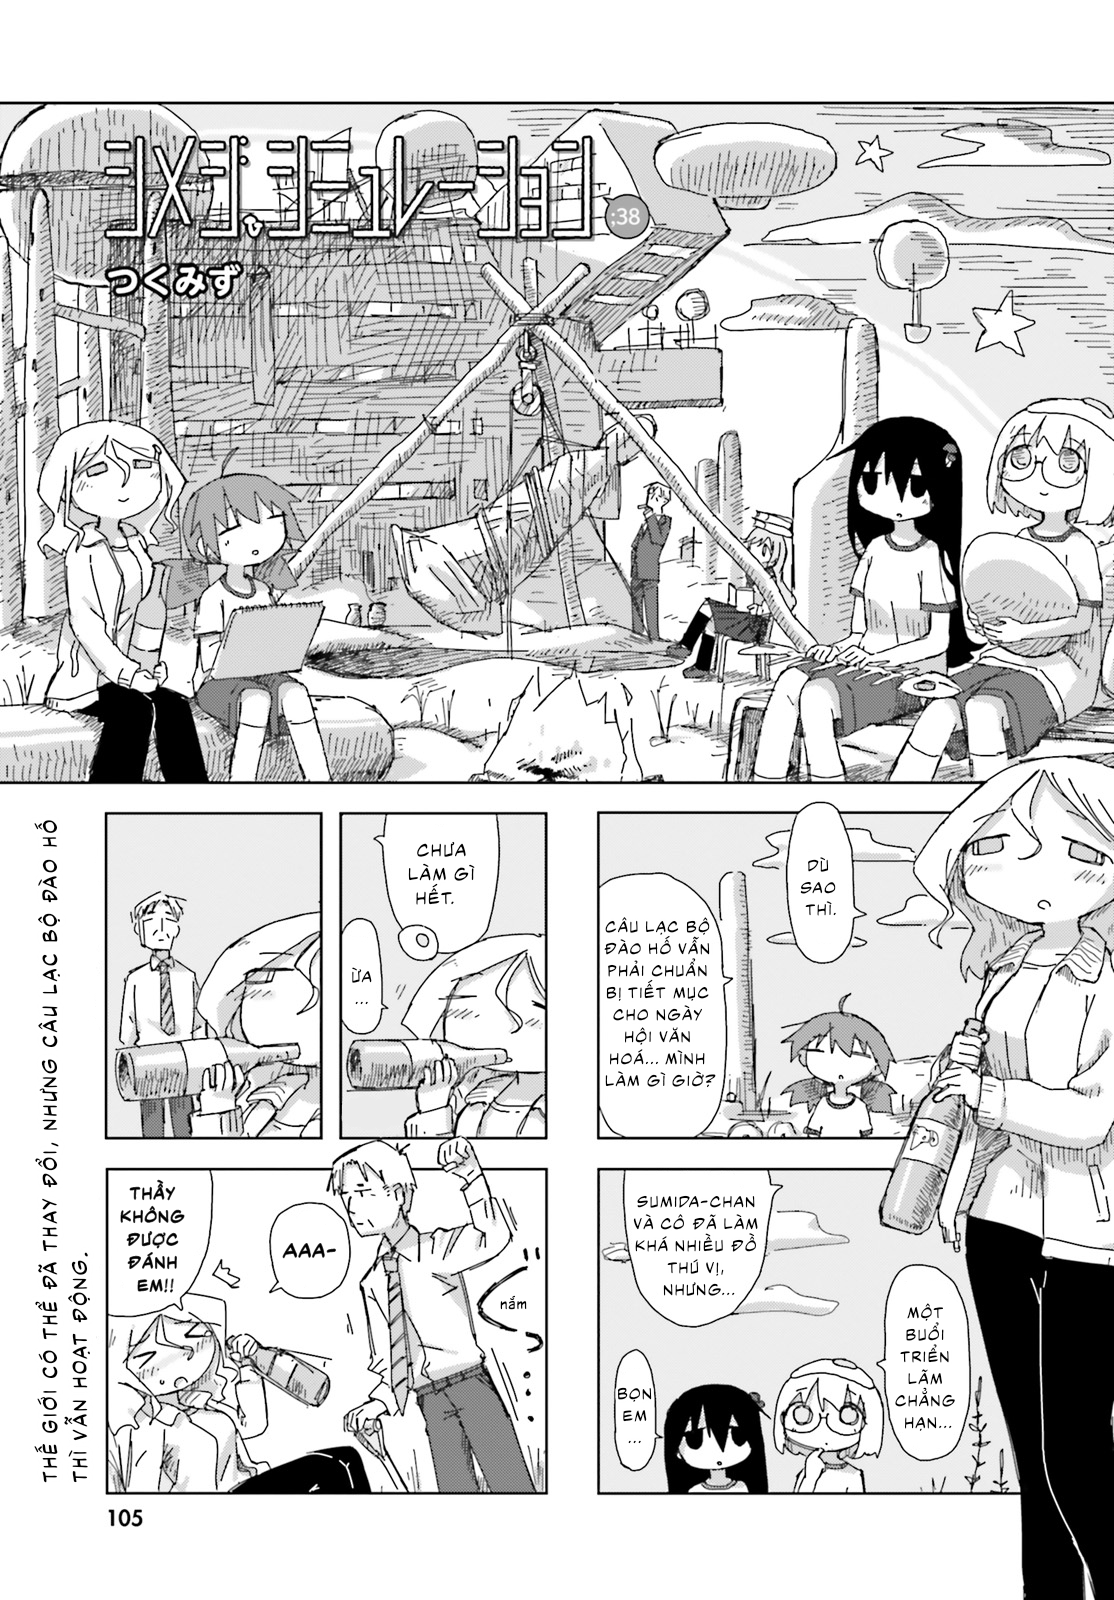 シメジ シミュレーション
:38
つくみず
DÙ
SAO
THÌ.
CÂU LẠC BỘ
ĐÀO HỐ VẪN
PHẢI CHUẨN
BỊ TIẾT MỤC
CHO NGÀY
HỘI VĂN
HOÁ... MÌNH
LÀM GÌ GIỜ?
SUMIDA-CHAN
VÀ CÔ ĐÃ LÀM
KHÁ NHIỀU ĐỒ
THÚ VỊ,
NHƯNG...
MỘT
BUỔI
TRIỂN
LÃM
CHẲNG
HẠN...
BỌN
EM
...
CHƯA
LÀM GÌ
HẾT.
ỪA
...
THẦY
KHÔNG
ĐƯỢC
ĐÁNH
EM!!
AAA-
nắm
THẾ GIỚI CÓ THỂ ĐÃ THAY ĐỔI, NHƯNG CÂU LẠC BỘ ĐÀO HỐ
THÌ VẪN HOẠT ĐỘNG.
105